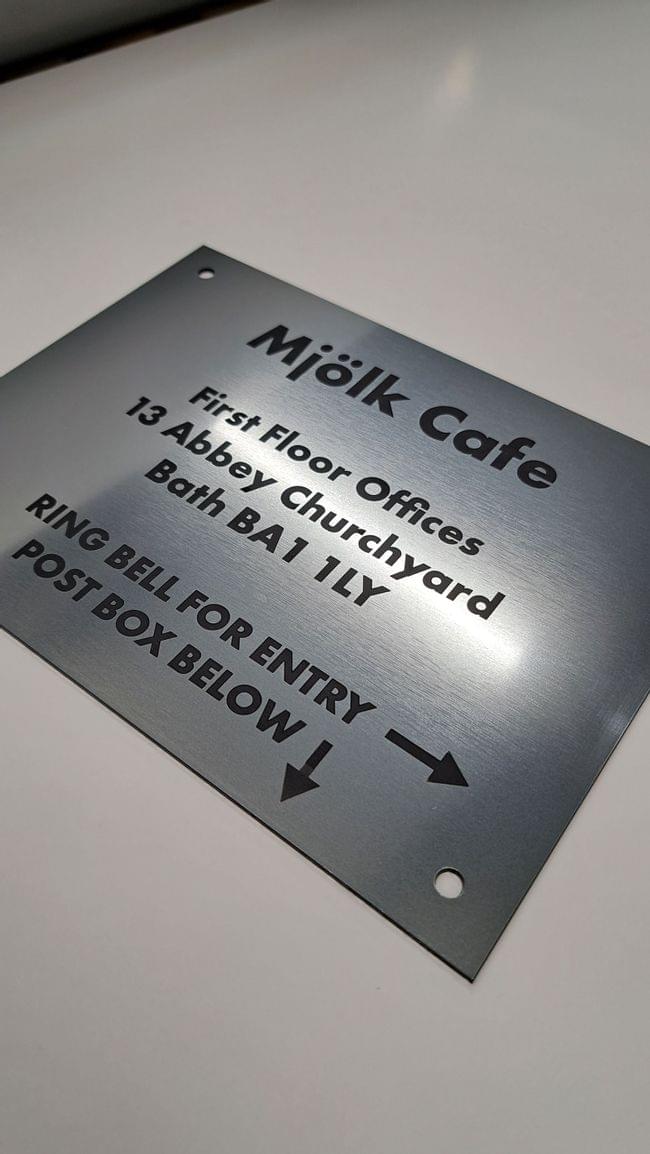 Mjölk Cafe
First Floor Offices
13 Abbey Churchyard
Bath BA1 1LY
RING BELL FOR ENTRY →
POST BOX BELOW ↓